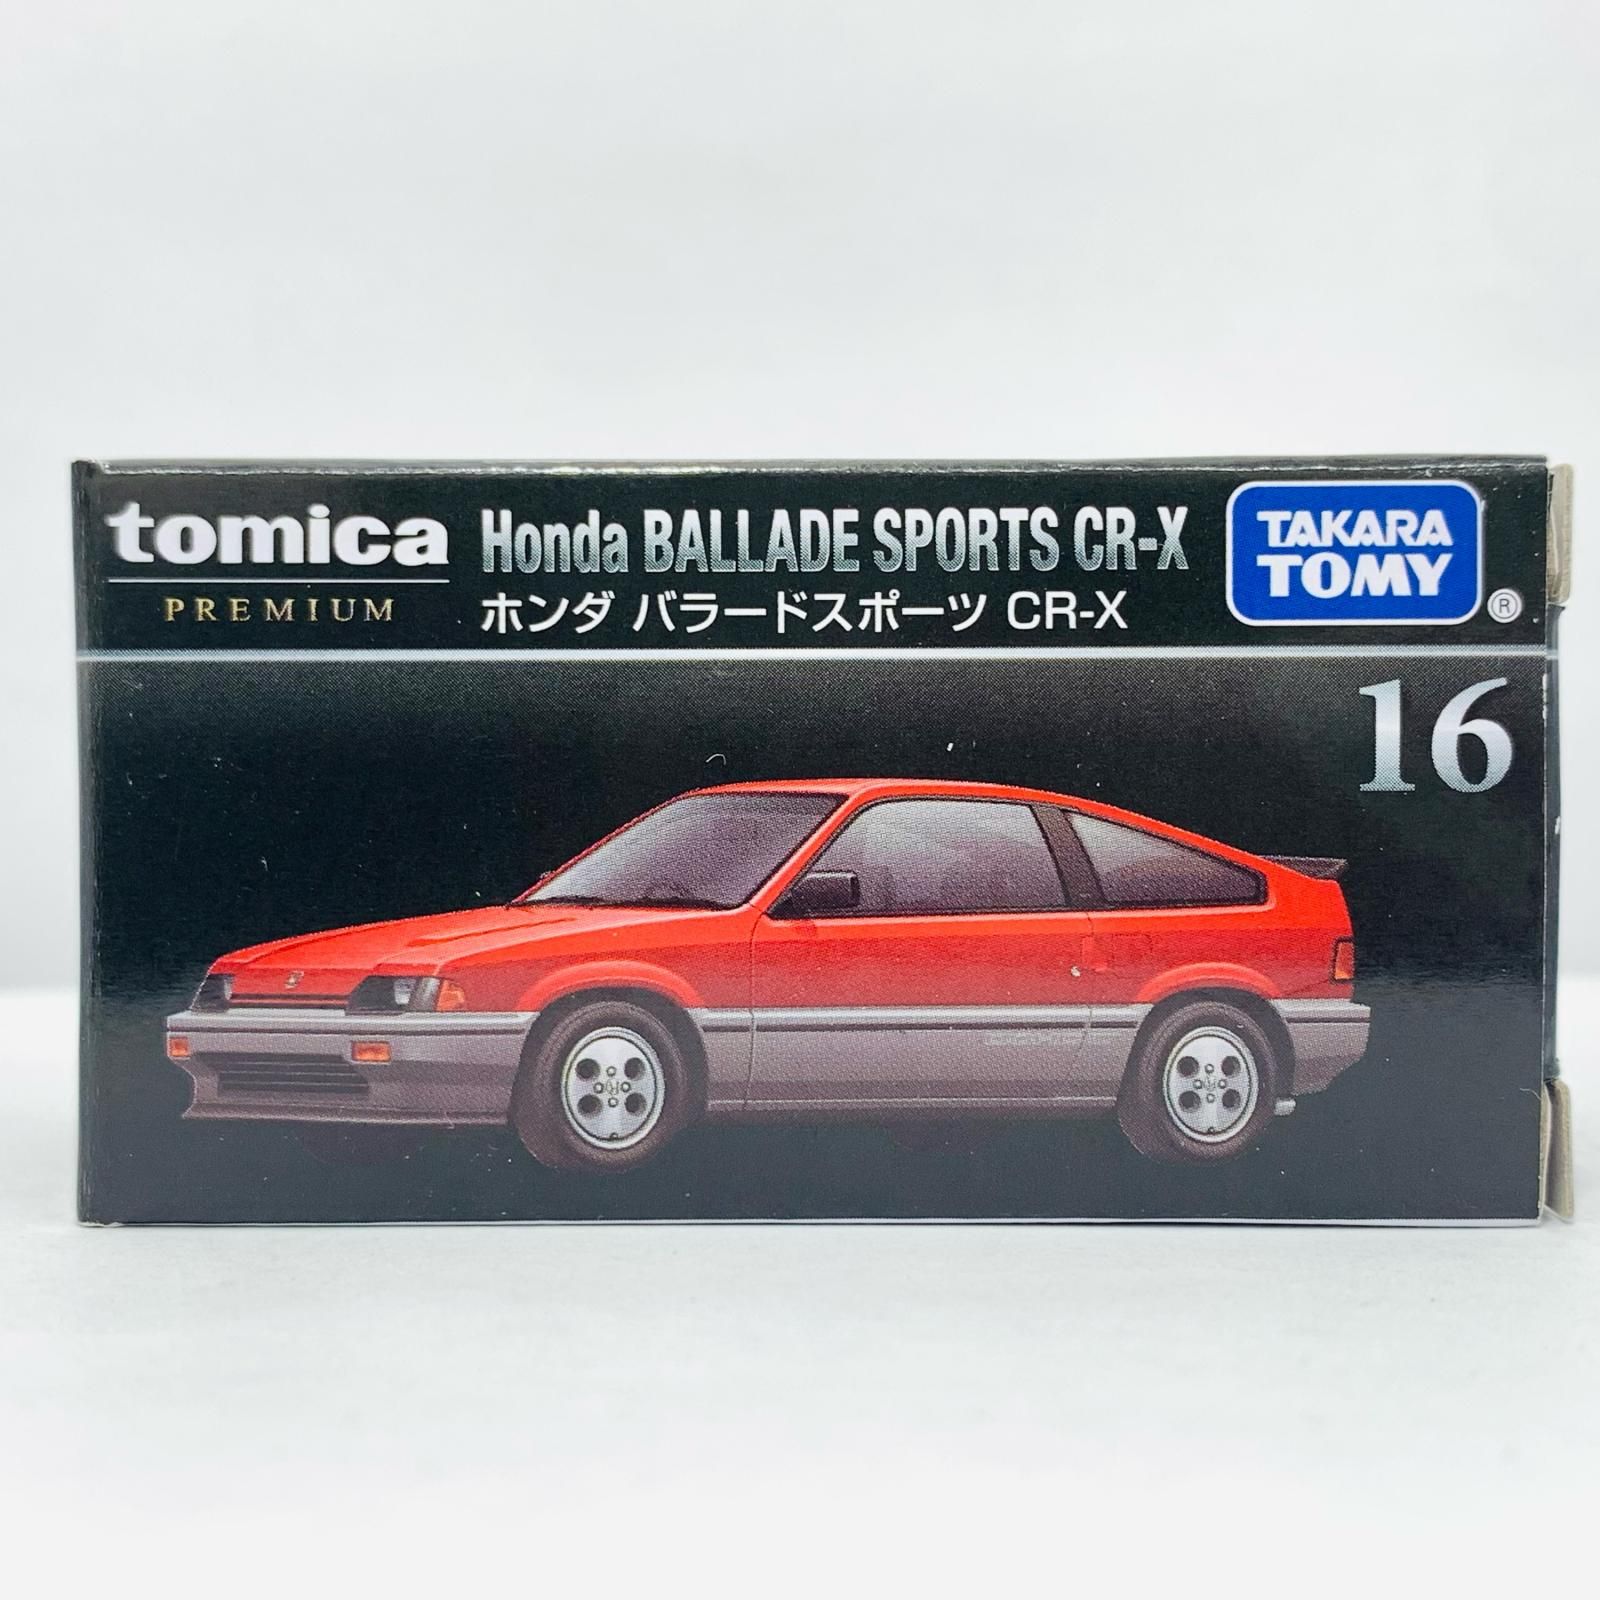 tomica
PREMIUM
Honda BALLADE SPORTS CR-X
ホンダ バラードスポーツ CR-X
TAKARA
TOMY
®
16